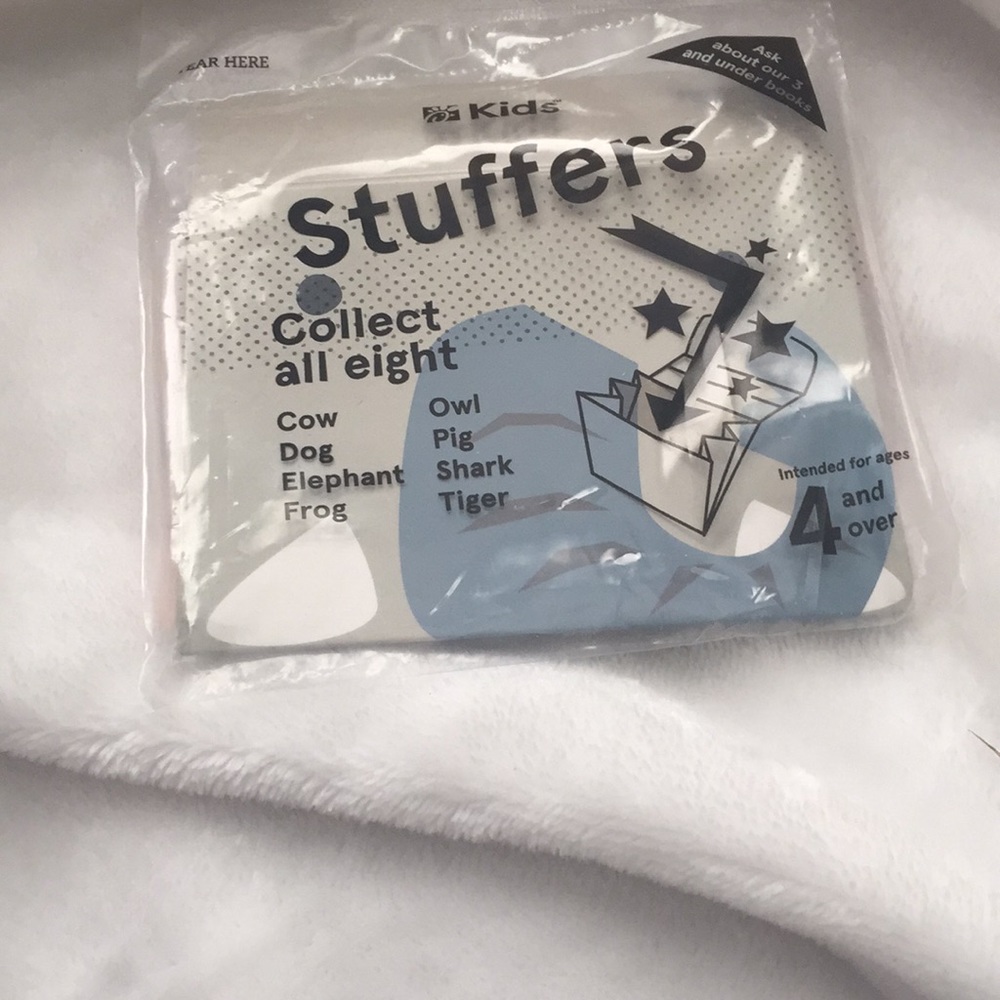 TEAR HERE
Ask
about our 3
and under books
Kids
Stuffers
Collect
all eight
Cow
Dog
Elephant
Frog
Owl
Pig
Shark
Tiger
Intended for ages
4 and
over